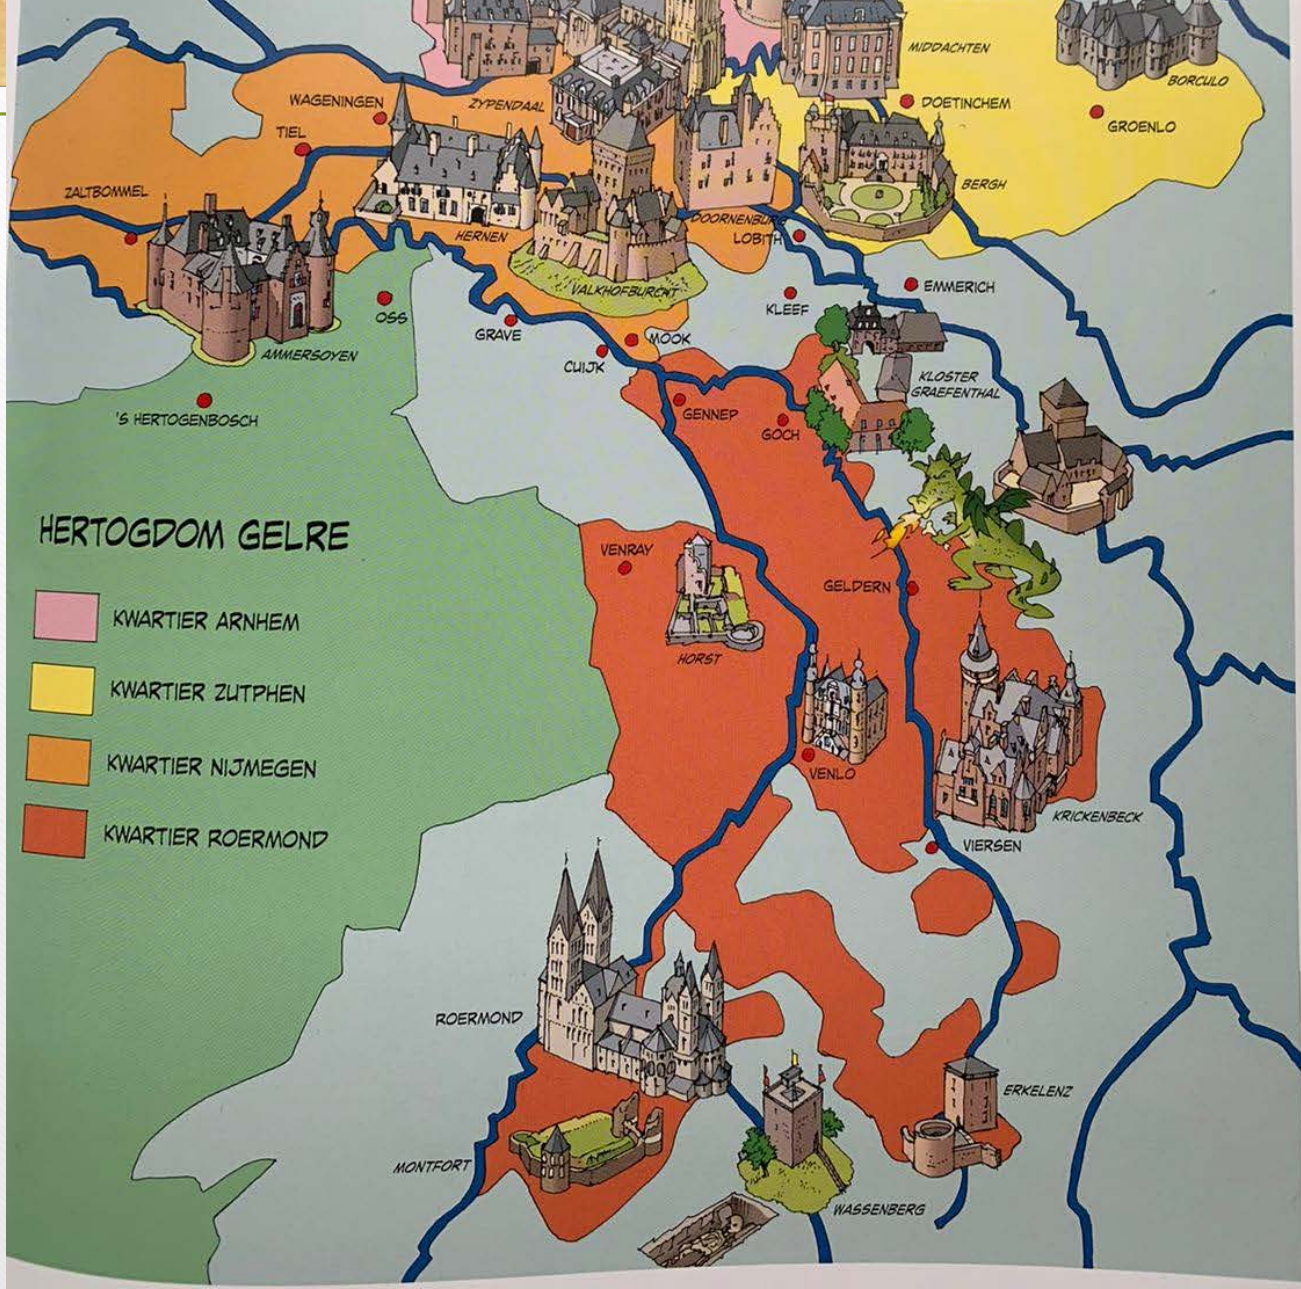 MIDDACHTEN
BORCULO
WAGENINGEN
ZYPENDAAL
DOETINCHEM
GROENLO
TIEL
ZALTBOMMEL
BERGH
DOORNENBURG
HERNEN
LOBITH
VALKHOFBURCHT
EMMERICH
KLEEF
OSS
GRAVE
MOOK
AMMERSOYEN
CUIJK
KLOSTER
GRAEFENTHAL
'S HERTOGENBOSCH
GENNEP
GOCH
HERTOGDOM GELRE
VENRAY
GELDERN
KWARTIER ARNHEM
HORST
KWARTIER ZUTPHEN
KWARTIER NIJMEGEN
VENLO
KRICKENBECK
KWARTIER ROERMOND
VIERSEN
ROERMOND
ERKELENZ
MONTFORT
WASSENBERG